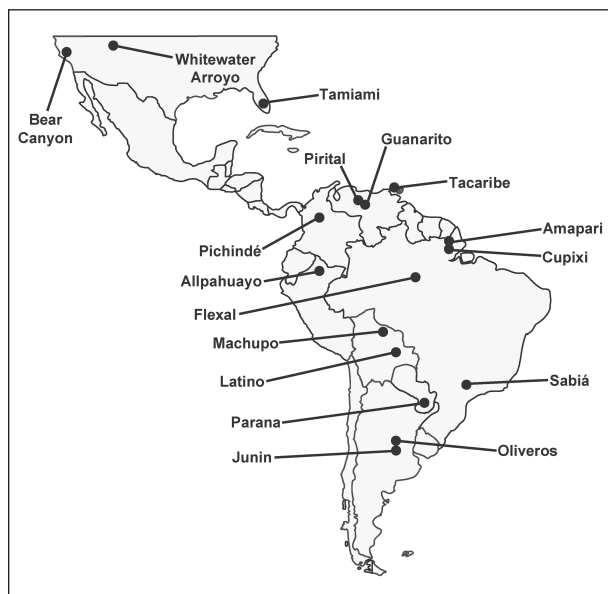 Whitewater
Arroyo
Bear
Canyon
Tamiami
Guanarito
Pirital
Tacaribe
Pichindé
Amapari
Cupixi
Allpahuayo
Flexal
Machupo
Latino
Sabiá
Parana
Oliveros
Junin